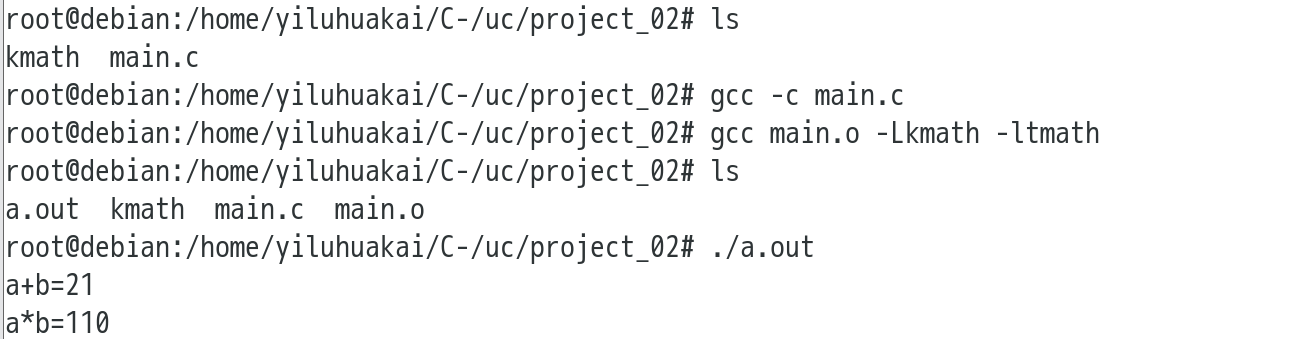 root@debian:/home/yiluhuakai/C-/uc/project_02# ls
kmath  main.c
root@debian:/home/yiluhuakai/C-/uc/project_02# gcc -c main.c
root@debian:/home/yiluhuakai/C-/uc/project_02# gcc main.o -Lkmath -ltmath
root@debian:/home/yiluhuakai/C-/uc/project_02# ls
a.out  kmath  main.c  main.o
root@debian:/home/yiluhuakai/C-/uc/project_02# ./a.out
a+b=21
a*b=110